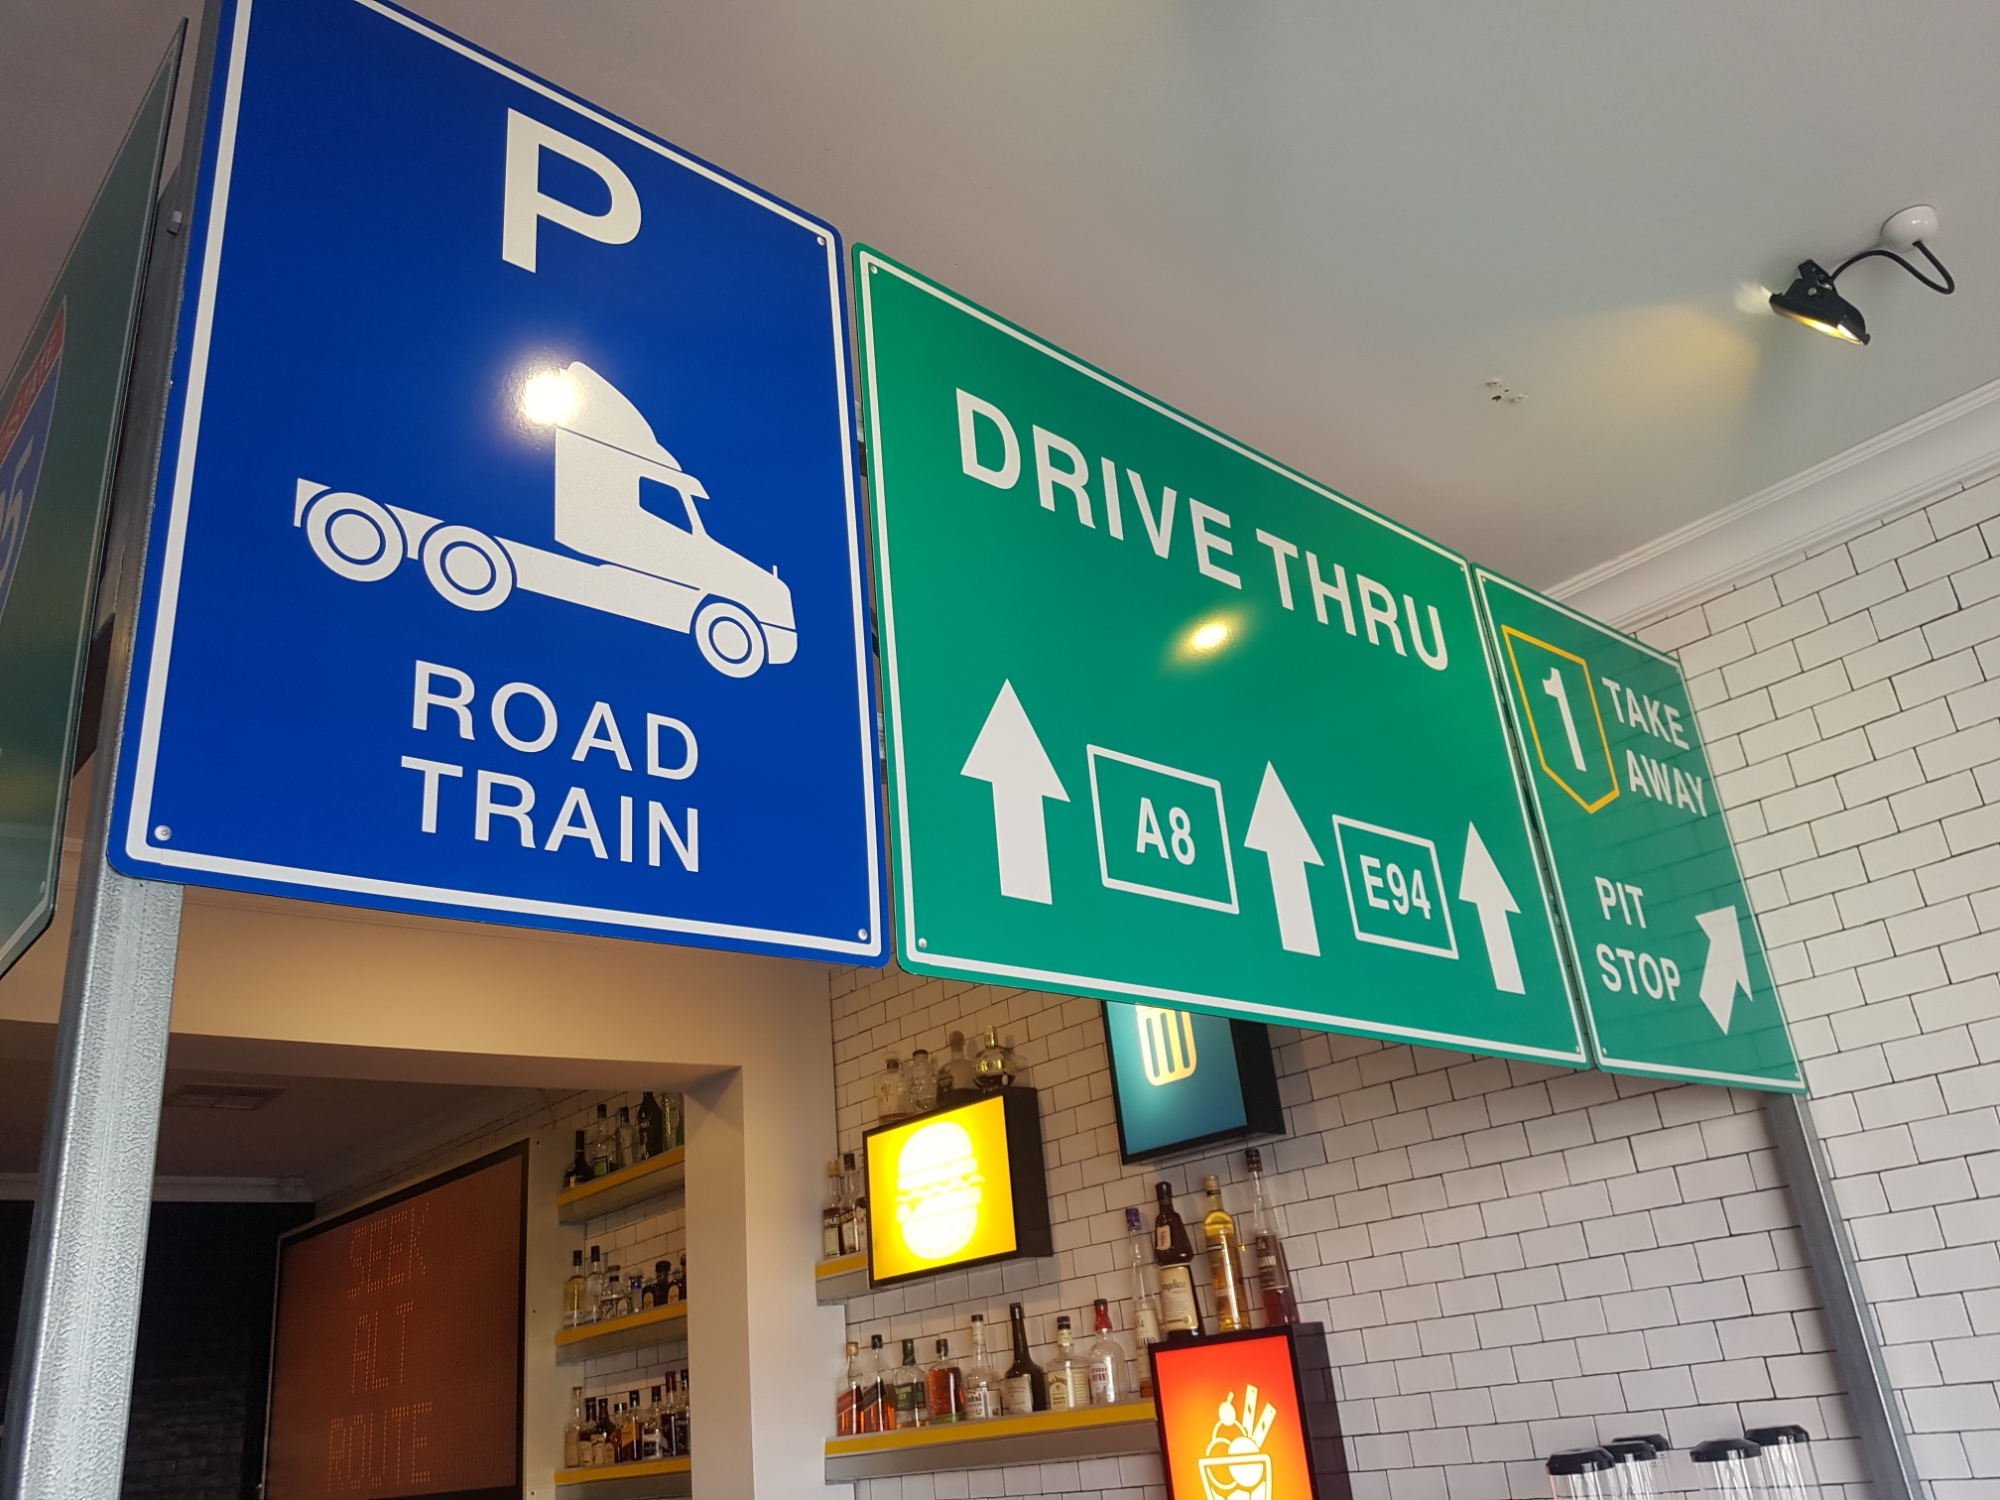 P
ROAD
TRAIN
DRIVE THRU
A8
E94
1
TAKE
AWAY
PIT
STOP
SEEK
ALT
ROUTE